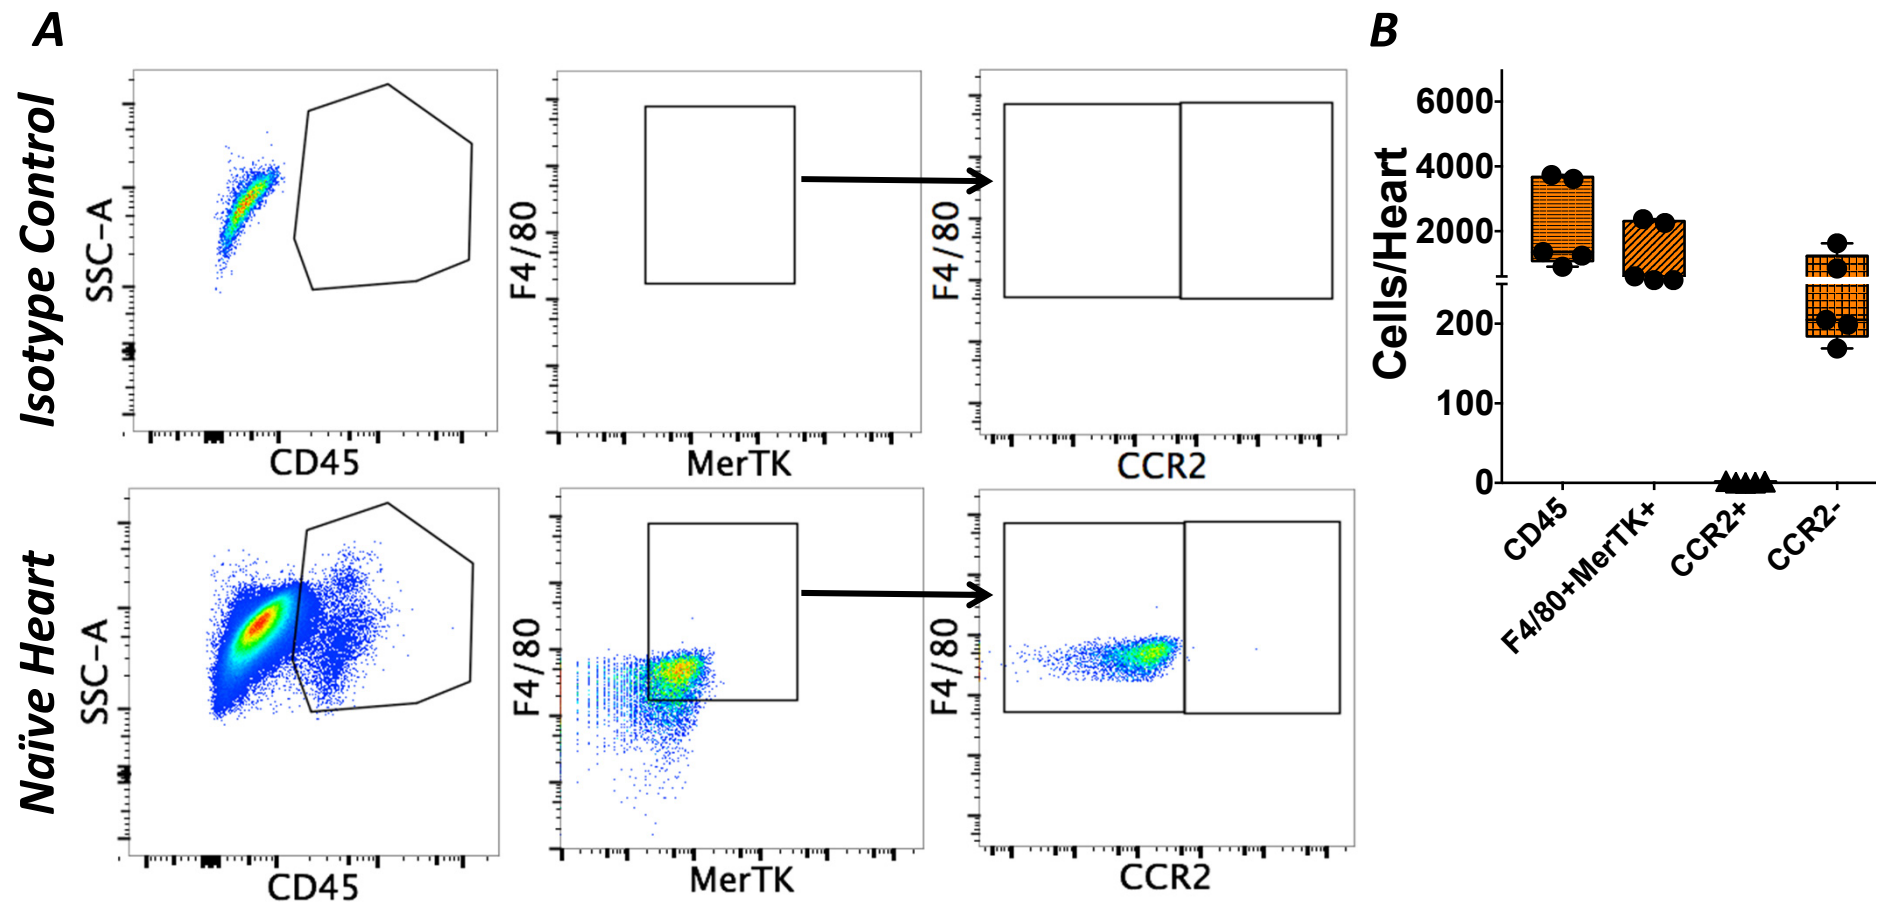 A
Isotype Control
SSC-A
CD45
F4/80
MerTK
F4/80
CCR2
Naïve Heart
SSC-A
CD45
F4/80
MerTK
F4/80
CCR2
B
Cells/Heart
6000
4000
2000
200
100
0
CD45
F4/80+MerTK+
CCR2+
CCR2-